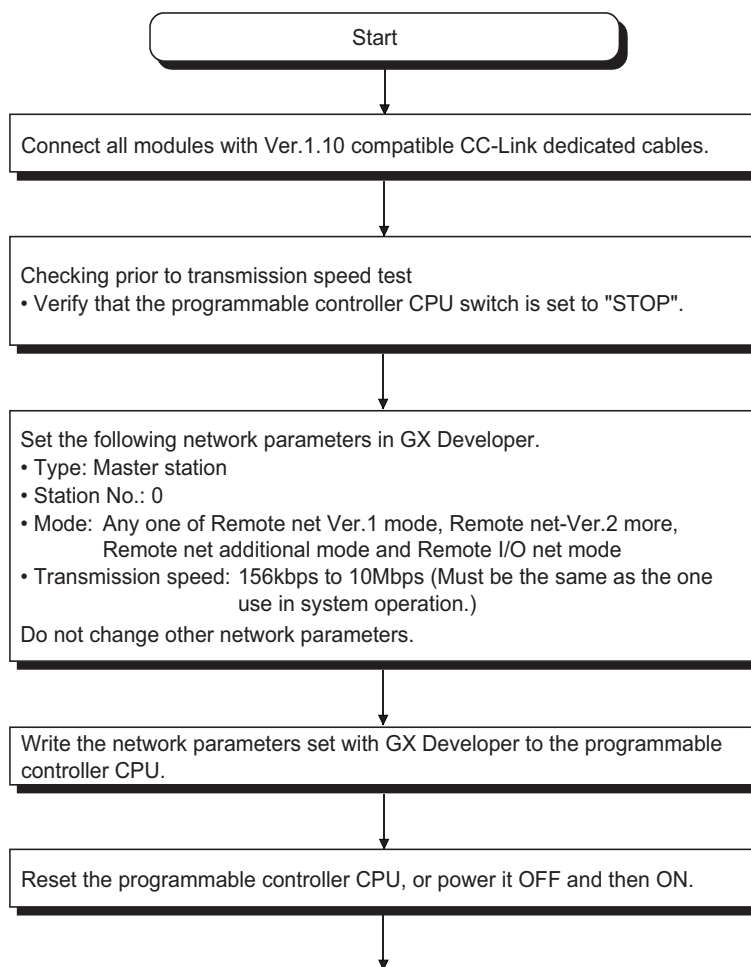 Start
Connect all modules with Ver.1.10 compatible CC-Link dedicated cables.
Checking prior to transmission speed test
• Verify that the programmable controller CPU switch is set to "STOP".
Set the following network parameters in GX Developer.
• Type: Master station
• Station No.: 0
• Mode: Any one of Remote net Ver.1 mode, Remote net-Ver.2 more,
Remote net additional mode and Remote I/O net mode
• Transmission speed: 156kbps to 10Mbps (Must be the same as the one
use in system operation.)
Do not change other network parameters.
Write the network parameters set with GX Developer to the programmable
controller CPU.
Reset the programmable controller CPU, or power it OFF and then ON.